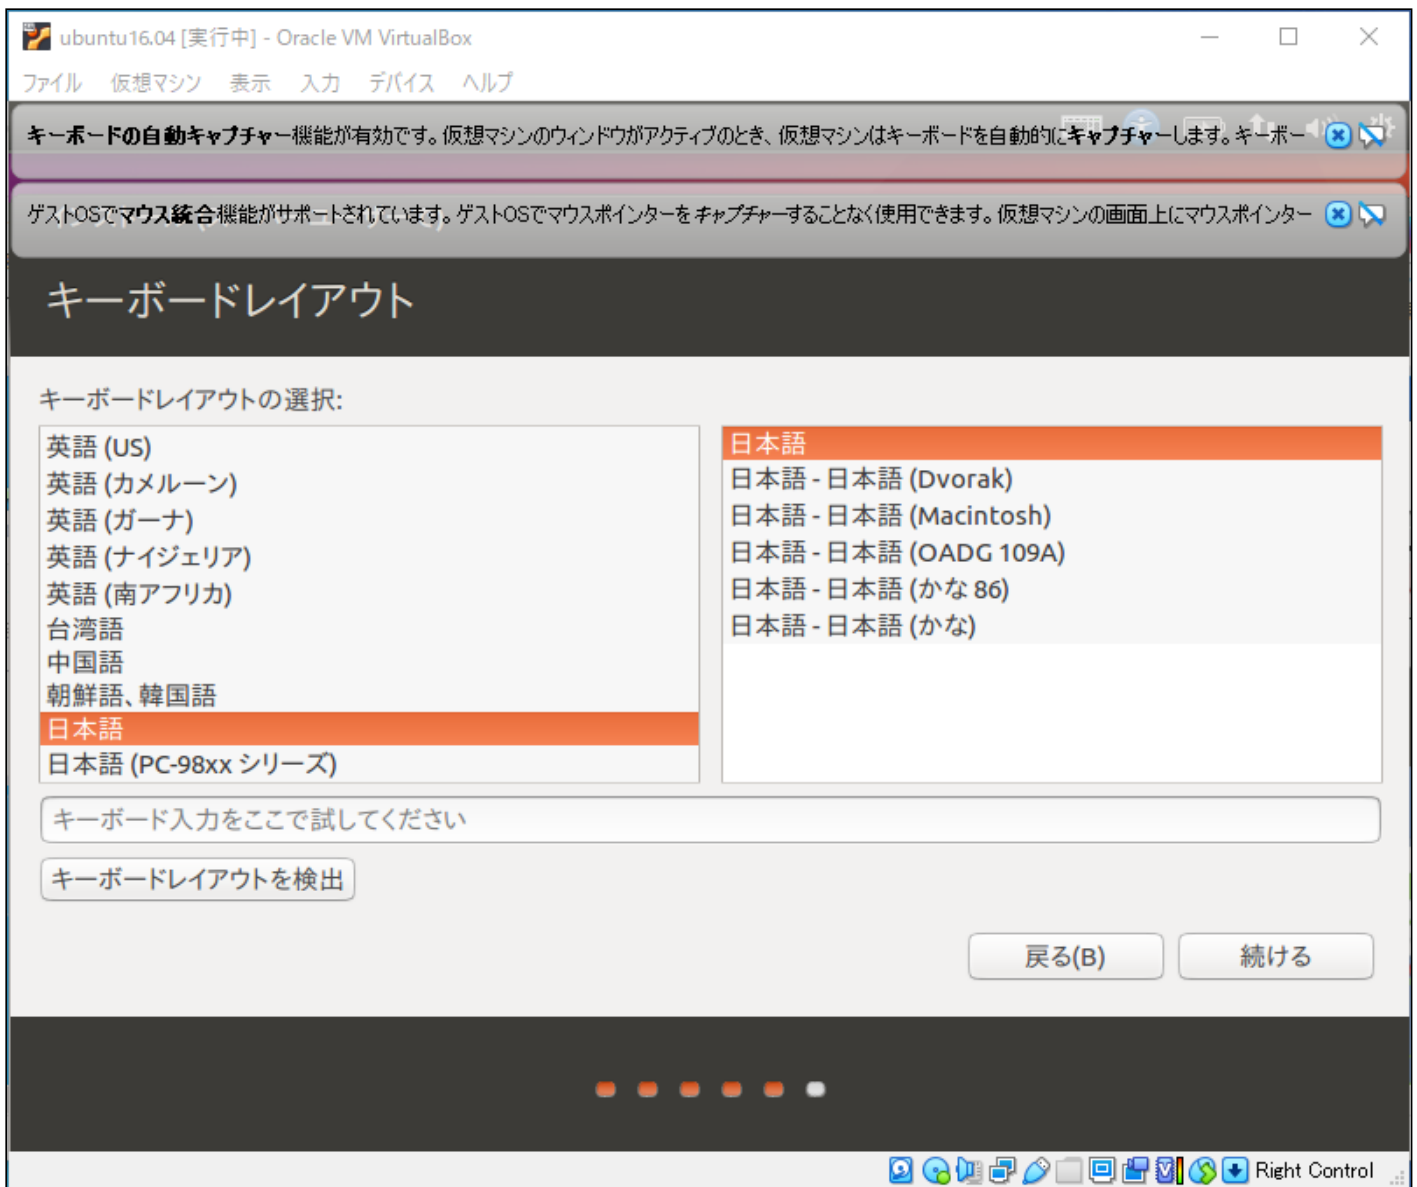 ubuntu16.04 [実行中] - Oracle VM VirtualBox
ファイル 仮想マシン 表示 入力 デバイス ヘルプ
キーボードの自動キャプチャー機能が有効です。仮想マシンのウィンドウがアクティブのとき、仮想マシンはキーボードを自動的にキャプチャーします。キーボー
ゲストOSでマウス統合機能がサポートされています。ゲストOSでマウスポインターをキャプチャーすることなく使用できます。仮想マシンの画面上にマウスポインター
キーボードレイアウト
キーボードレイアウトの選択:
英語 (US)
英語 (カメルーン)
英語 (ガーナ)
英語 (ナイジェリア)
英語 (南アフリカ)
台湾語
中国語
朝鮮語、韓国語
日本語
日本語 (PC-98xx シリーズ)
日本語
日本語 - 日本語 (Dvorak)
日本語 - 日本語 (Macintosh)
日本語 - 日本語 (OADG 109A)
日本語 - 日本語 (かな 86)
日本語 - 日本語 (かな)
キーボード入力をここで試してください
キーボードレイアウトを検出
戻る(B)
続ける
Right Control